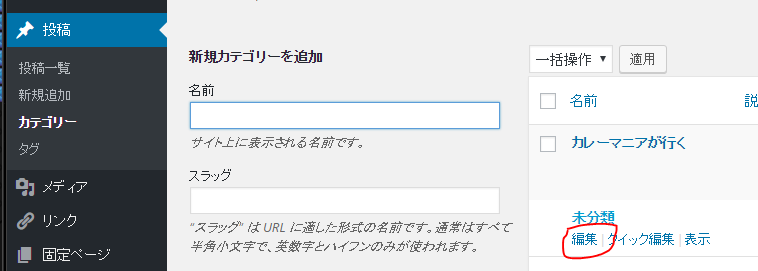 投稿
投稿一覧
新規追加
カテゴリー
タグ
メディア
リンク
固定ページ
新規カテゴリーを追加
名前
サイト上に表示される名前です。
スラッグ
"スラッグ" は URL に適した形式の名前です。通常はすべて
半角小文字で、英数字とハイフンのみが使われます。
一括操作 適用
名前 説
カレーマニアが行く
未分類
編集 | クイック編集 | 表示